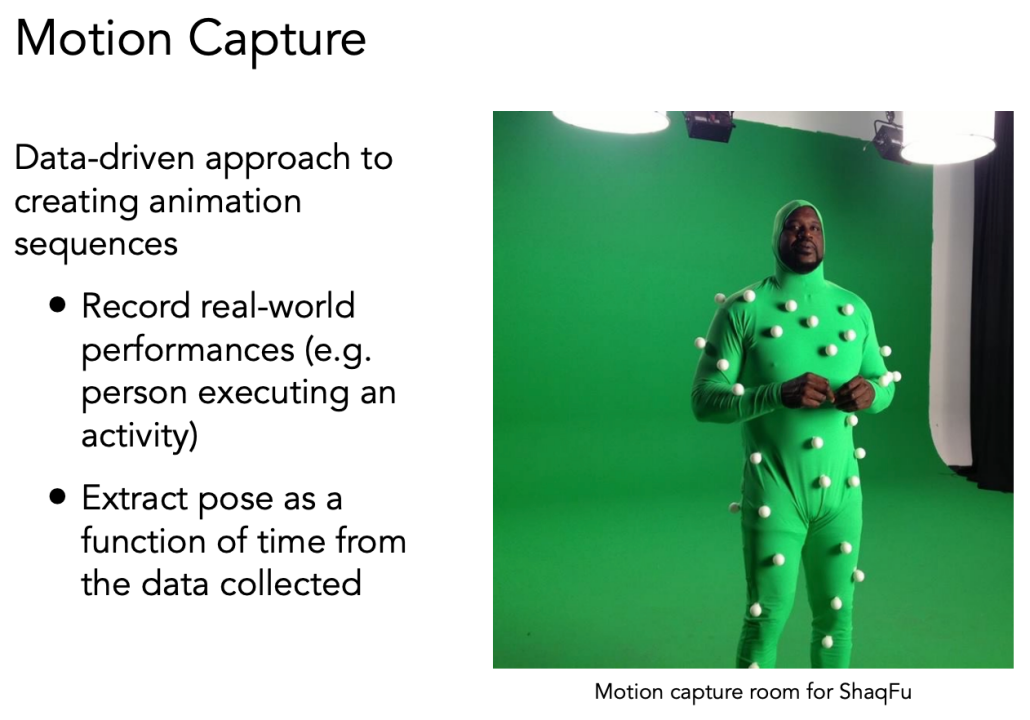 Motion Capture
Data-driven approach to
creating animation
sequences
• Record real-world
performances (e.g.
person executing an
activity)
• Extract pose as a
function of time from
the data collected
Motion capture room for ShaqFu